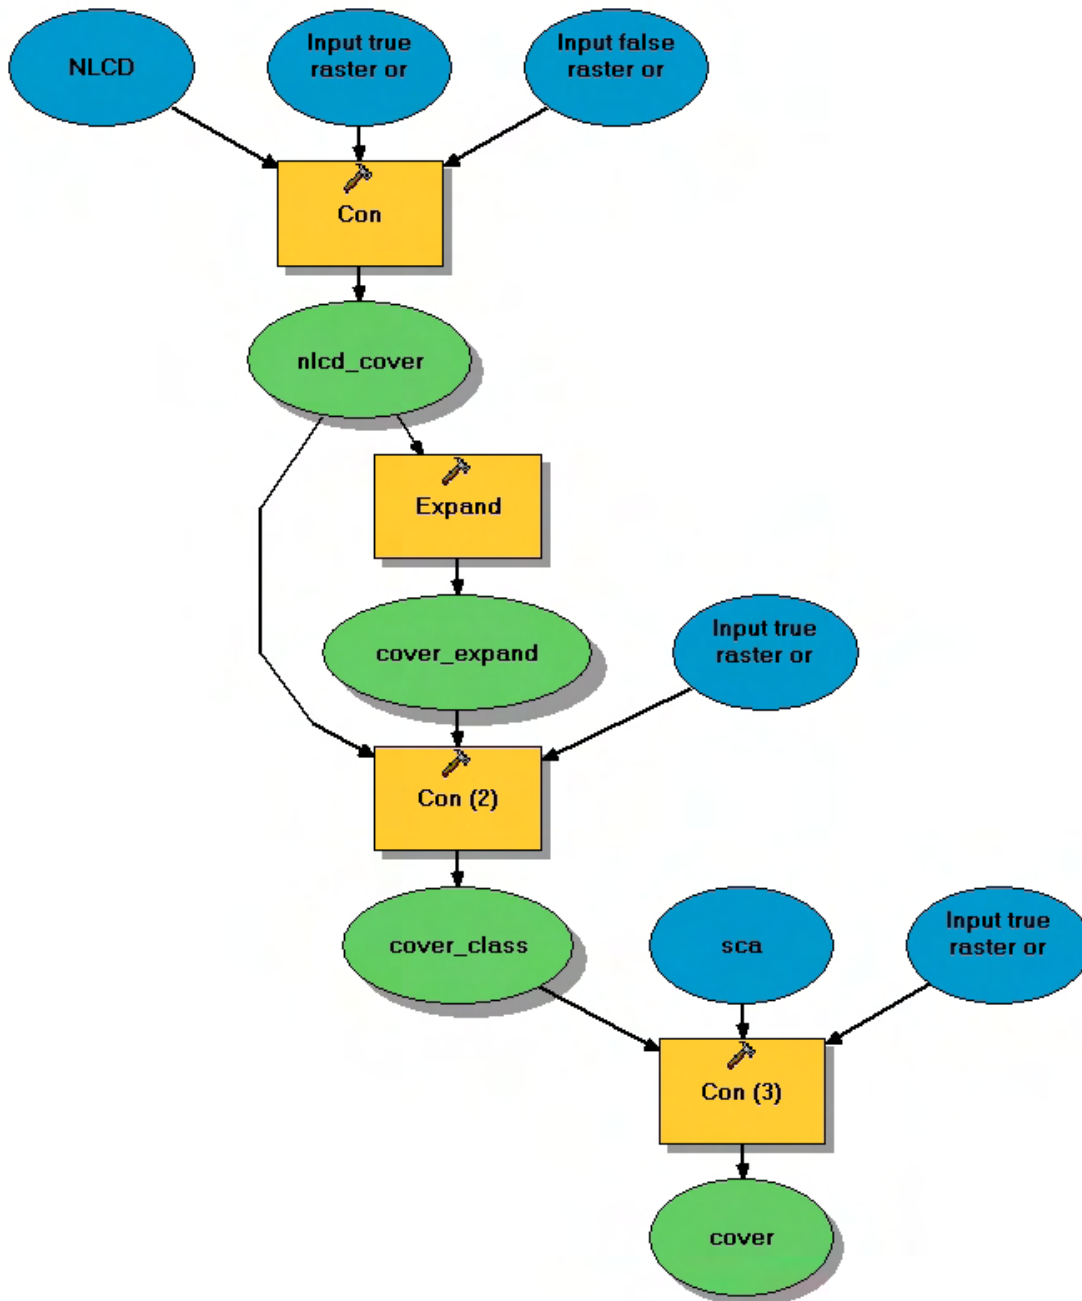 NLCD
Input true
raster or
Input false
raster or
Con
nlcd_cover
Expand
cover_expand
Input true
raster or
Con (2)
cover_class
sca
Input true
raster or
Con (3)
cover